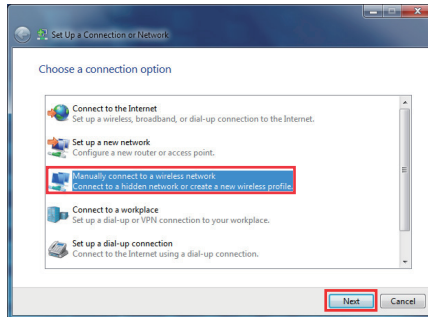 Set Up a Connection or Network
Choose a connection option
Connect to the Internet
Set up a wireless, broadband, or dial-up connection to the Internet.
Set up a new network
Configure a new router or access point.
Manually connect to a wireless network
Connect to a hidden network or create a new wireless profile.
Connect to a workplace
Set up a dial-up or VPN connection to your workplace.
Set up a dial-up connection
Connect to the Internet using a dial-up connection.
Next
Cancel